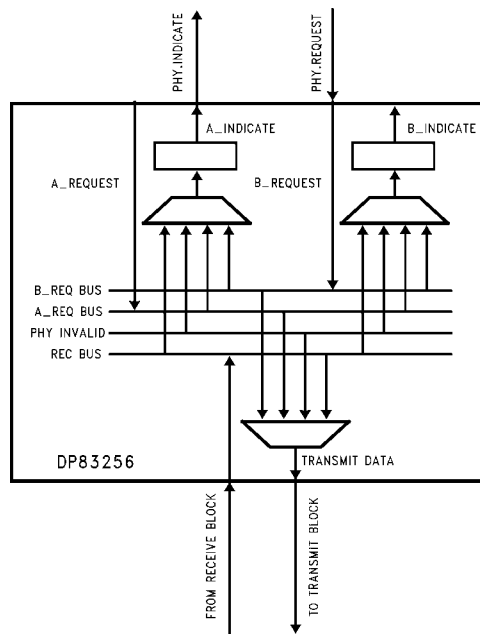 PHY.INDICATE
PHY.REQUEST
A_INDICATE
B_INDICATE
A_REQUEST
B_REQUEST
B_REQ BUS
A_REQ BUS
PHY INVALID
REC BUS
TRANSMIT DATA
DP83256
FROM RECEIVE BLOCK
TO TRANSMIT BLOCK